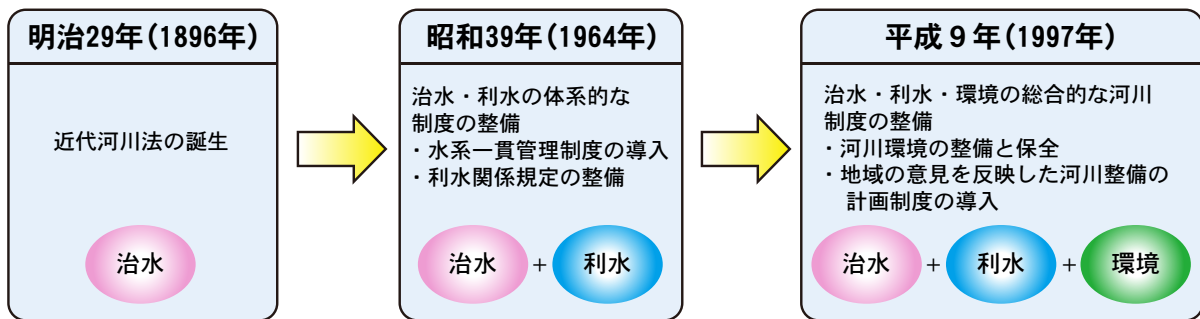 明治29年(1896年)
近代河川法の誕生
治水
昭和39年(1964年)
治水・利水の体系的な
制度の整備
・水系一貫管理制度の導入
・利水関係規定の整備
治水 + 利水
平成９年(1997年)
治水・利水・環境の総合的な河川
制度の整備
・河川環境の整備と保全
・地域の意見を反映した河川整備の
計画制度の導入
治水 + 利水 + 環境